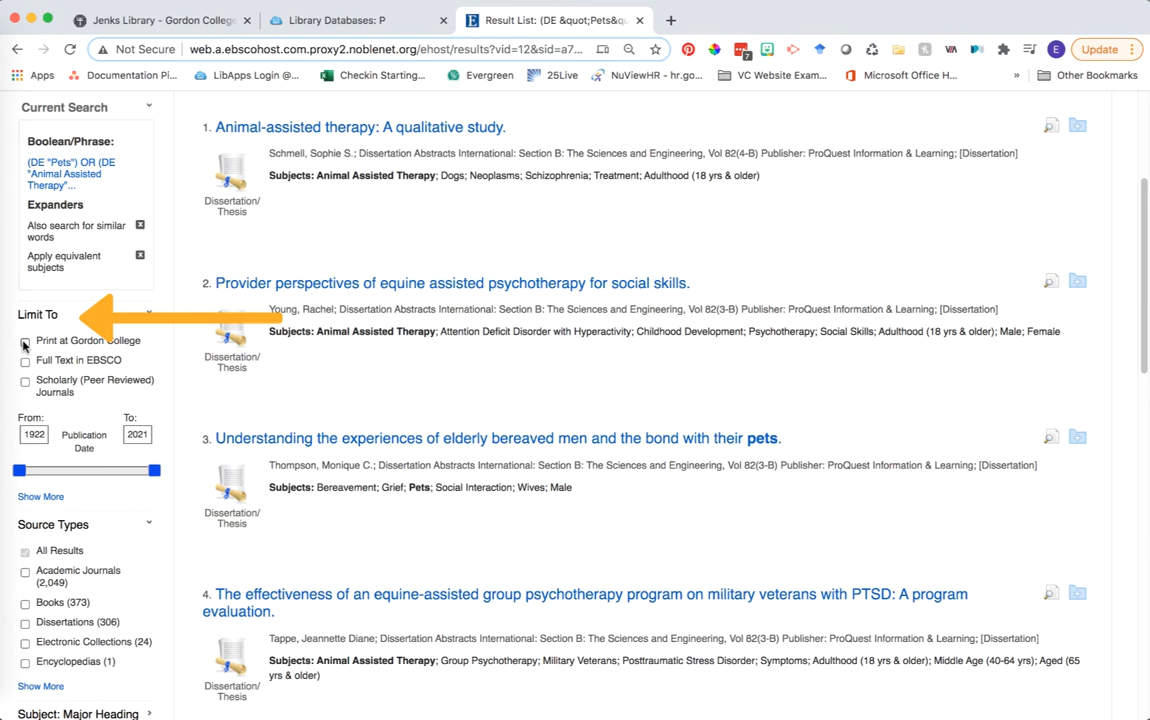 Jenks Library - Gordon College
Library Databases: P
Result List: (DE &quot;Pets&qu
Not Secure
web.a.ebscohost.com.proxy2.noblenet.org/ehost/results?vid=12&sid=a7...
7
E
Update
Apps
Documentation Pi...
LibApps Login @...
Checkin Starting...
Evergreen
25Live
NuViewHR - hr.go...
VC Website Exam...
Microsoft Office H...
»
Other Bookmarks
Current Search
Boolean/Phrase:
(DE "Pets") OR (DE
"Animal Assisted
Therapy"...
Expanders
Also search for similar
words
Apply equivalent
subjects
Limit To
Print at Gordon College
Full Text in EBSCO
Scholarly (Peer Reviewed)
Journals
From:
To:
1922
Publication
Date
2021
Show More
Source Types
All Results
Academic Journals
(2,049)
Books (373)
Dissertations (306)
Electronic Collections (24)
Encyclopedias (1)
Show More
Subject: Major Heading
1. Animal-assisted therapy: A qualitative study.
Schmell, Sophie S.; Dissertation Abstracts International: Section B: The Sciences and Engineering, Vol 82(4-B) Publisher: ProQuest Information & Learning; [Dissertation]
Subjects: Animal Assisted Therapy; Dogs; Neoplasms; Schizophrenia; Treatment; Adulthood (18 yrs & older)
Dissertation/
Thesis
2. Provider perspectives of equine assisted psychotherapy for social skills.
Young, Rachel; Dissertation Abstracts International: Section B: The Sciences and Engineering, Vol 82(3-B) Publisher: ProQuest Information & Learning; [Dissertation]
Subjects: Animal Assisted Therapy; Attention Deficit Disorder with Hyperactivity; Childhood Development; Psychotherapy; Social Skills; Adulthood (18 yrs & older); Male; Female
Dissertation/
Thesis
3. Understanding the experiences of elderly bereaved men and the bond with their pets.
Thompson, Monique C.; Dissertation Abstracts International: Section B: The Sciences and Engineering, Vol 82(3-B) Publisher: ProQuest Information & Learning; [Dissertation]
Subjects: Bereavement; Grief; Pets; Social Interaction; Wives; Male
Dissertation/
Thesis
4. The effectiveness of an equine-assisted group psychotherapy program on military veterans with PTSD: A program
evaluation.
Tappe, Jeannette Diane; Dissertation Abstracts International: Section B: The Sciences and Engineering, Vol 82(3-B) Publisher: ProQuest Information & Learning; [Dissertation]
Subjects: Animal Assisted Therapy; Group Psychotherapy; Military Veterans; Posttraumatic Stress Disorder; Symptoms; Adulthood (18 yrs & older); Middle Age (40-64 yrs); Aged (65
yrs & older)
Dissertation/
Thesis